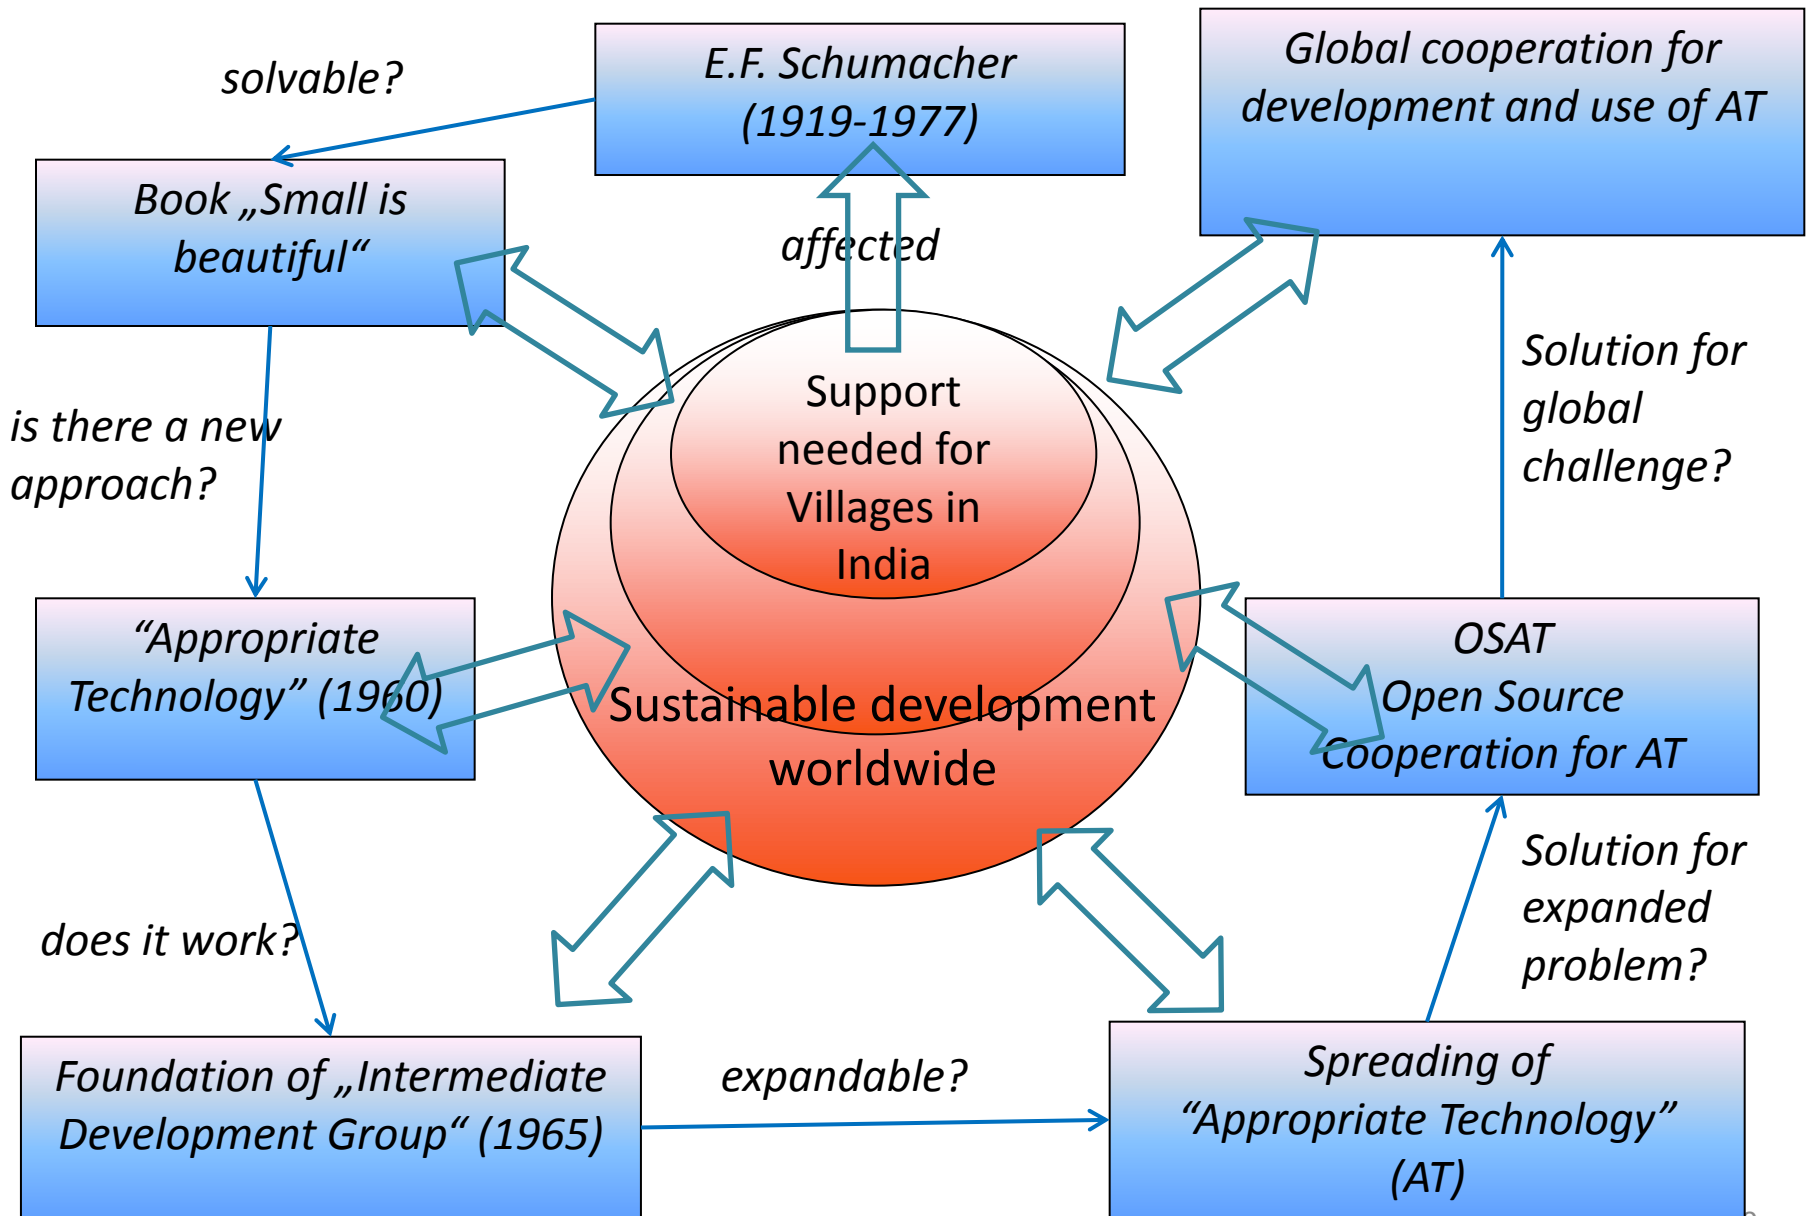 solvable?
E.F. Schumacher
(1919-1977)
Global cooperation for
development and use of AT
Book „Small is
beautiful“
affected
is there a new
approach?
Support
needed for
Villages in
India
Solution for
global
challenge?
“Appropriate
Technology” (1960)
Sustainable development
worldwide
OSAT
Open Source
Cooperation for AT
does it work?
Solution for
expanded
problem?
Foundation of „Intermediate
Development Group“ (1965)
expandable?
Spreading of
“Appropriate Technology”
(AT)